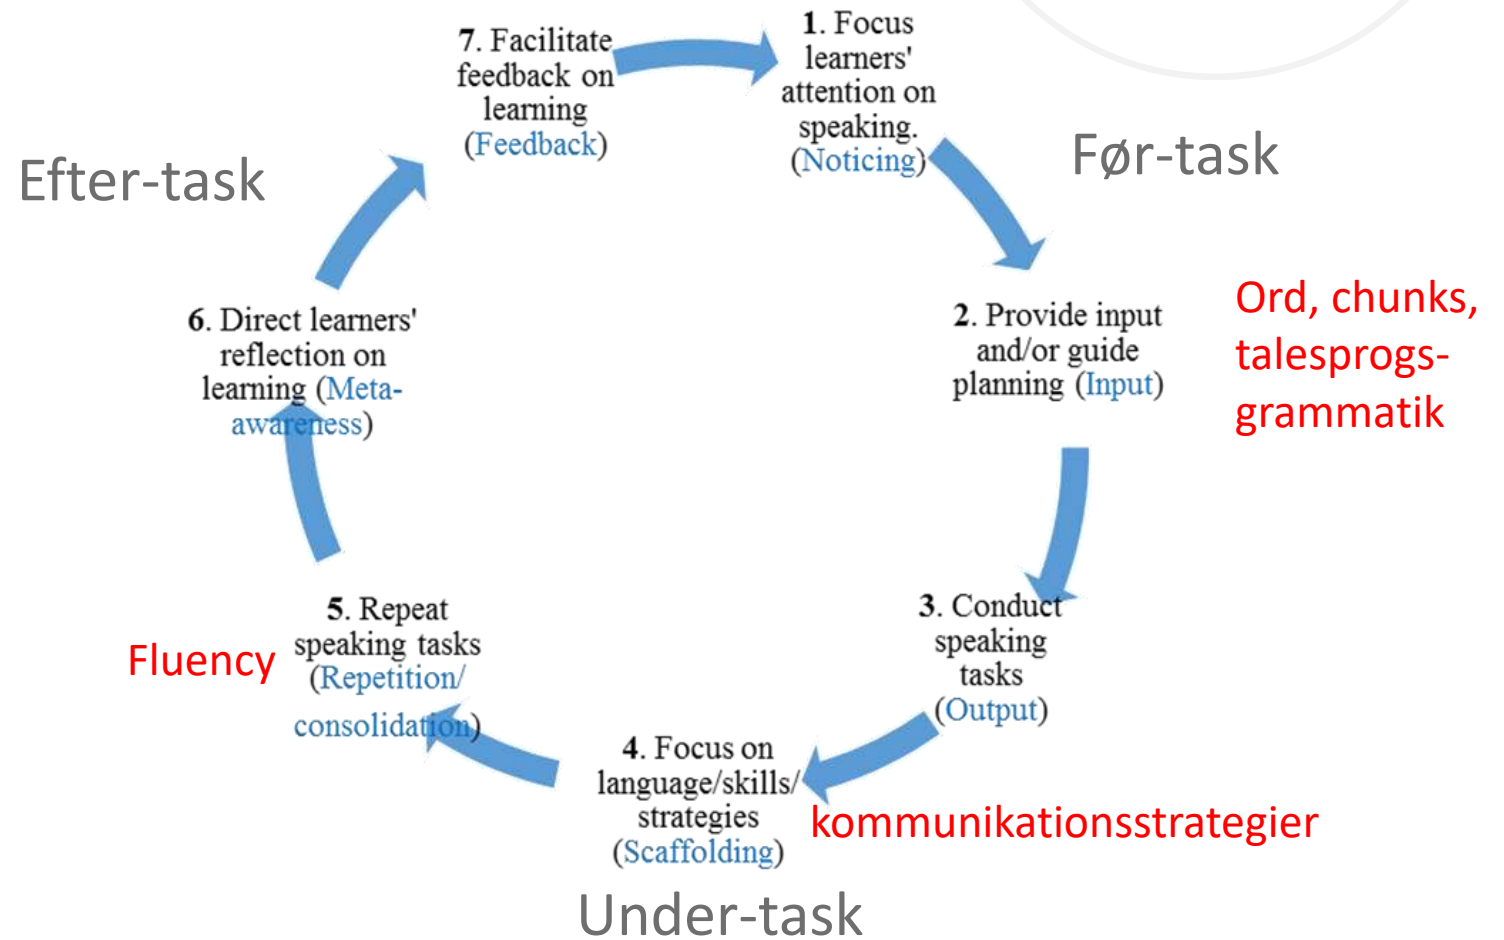 1. Focus
learners'
attention on
speaking.
(Noticing)
Før-task
2. Provide input
and/or guide
planning (Input)
Ord, chunks,
talesprogs-
grammatik
3. Conduct
speaking
tasks
(Output)
4. Focus on
language/skills/
strategies
(Scaffolding)
kommunikationsstrategier
Under-task
5. Repeat
speaking tasks
(Repetition/
consolidation)
Fluency
6. Direct learners'
reflection on
learning (Meta-
awareness)
Efter-task
7. Facilitate
feedback on
learning
(Feedback)